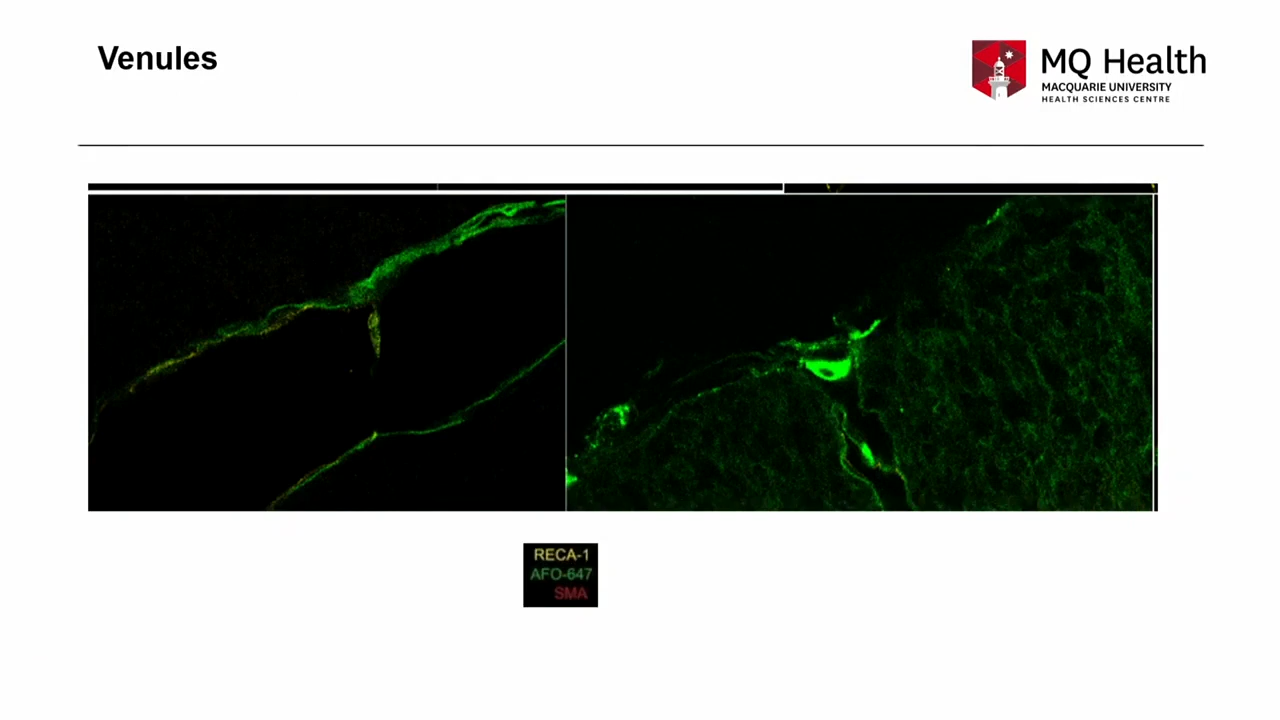 Venules
MQ Health
MACQUARIE UNIVERSITY
HEALTH SCIENCES CENTRE
RECA-1
AFO-647
SMA